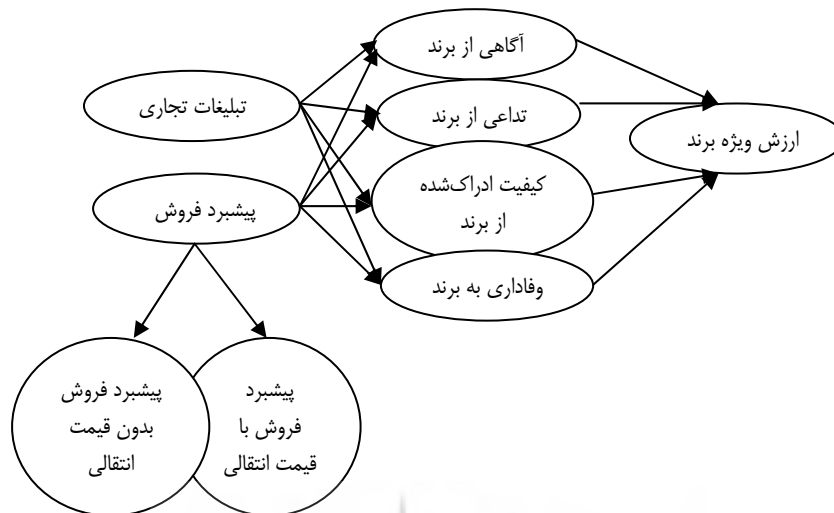 آگاهی از برند
تبلیغات تجاری
تداعی از برند
ارزش ویژه برند
کیفیت ادراک‌شده
از برند
پیشبرد فروش
وفاداری به برند
پیشبرد
فروش با
قیمت انتقالی
پیشبرد فروش
بدون قیمت
انتقالی